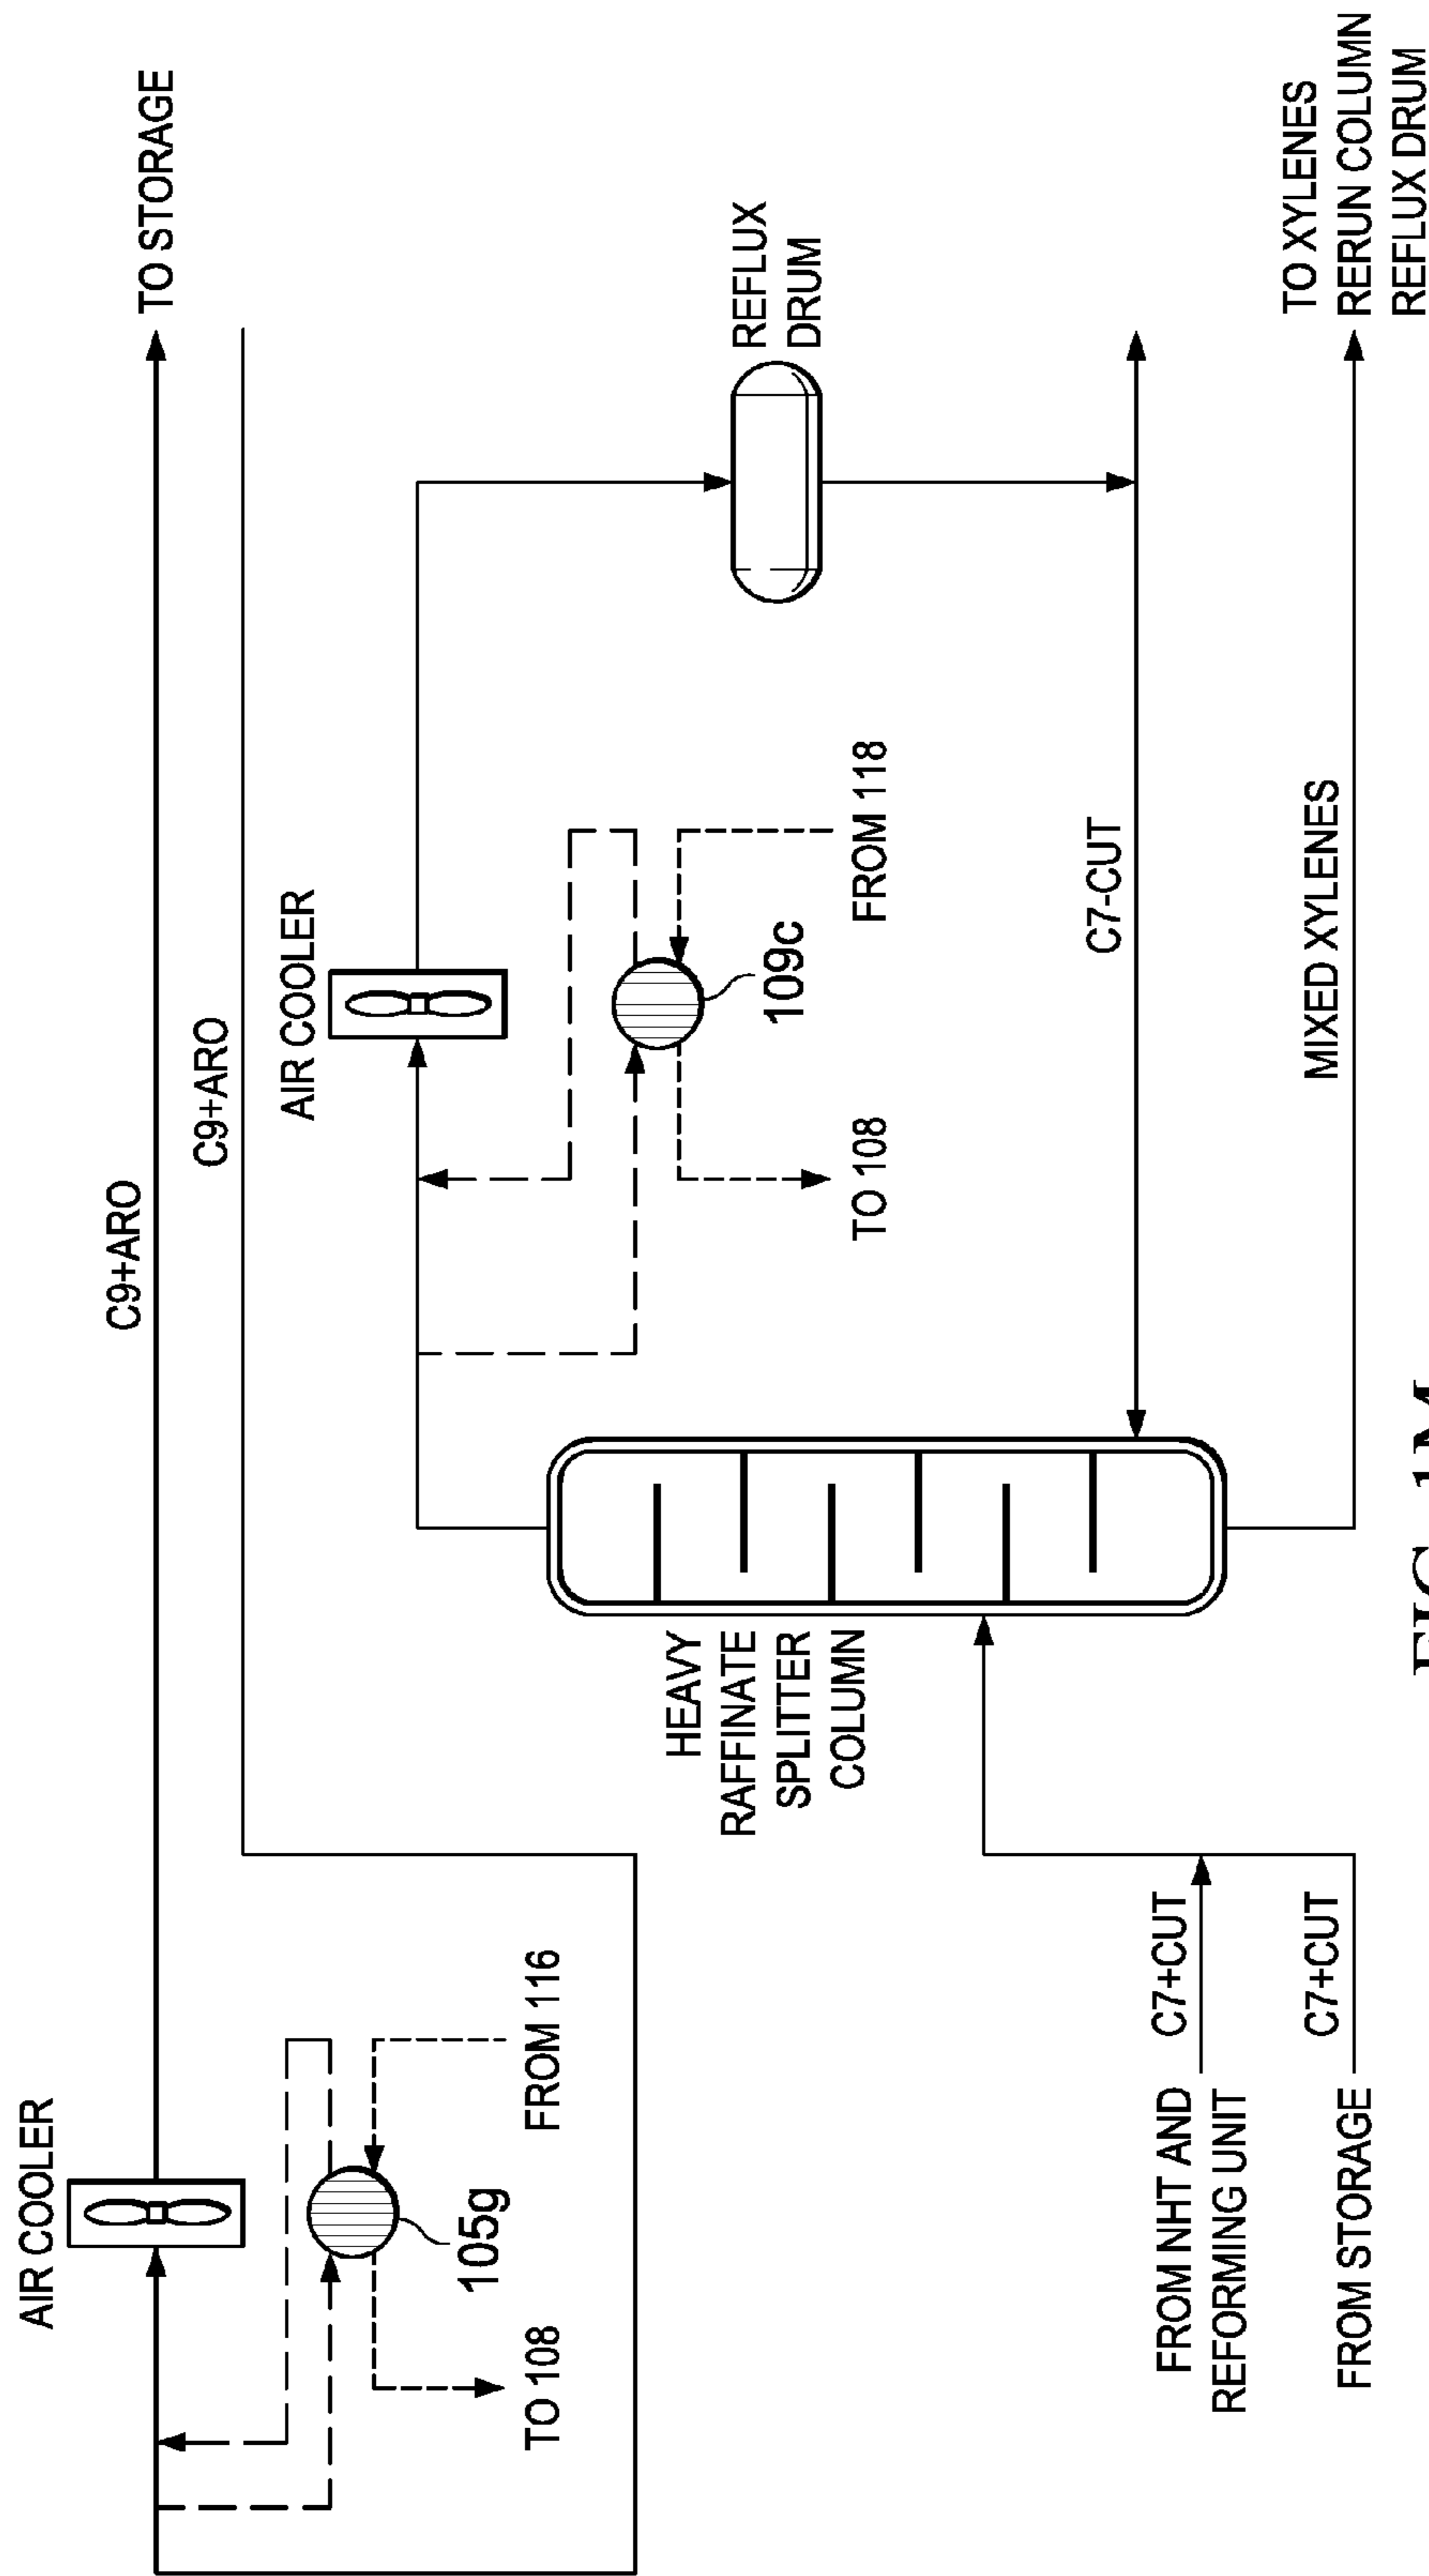 AIR COOLER
C9+ARO
TO STORAGE
C9+ARO
105g
TO 108
FROM 116
AIR COOLER
109c
TO 108
FROM 118
REFLUX
DRUM
HEAVY
RAFFINATE
SPLITTER
COLUMN
C7-CUT
FROM NHT AND
REFORMING UNIT
C7+CUT
FROM STORAGE
C7+CUT
MIXED XYLENES
TO XYLENES
RERUN COLUMN
REFLUX DRUM
FIG. 1M